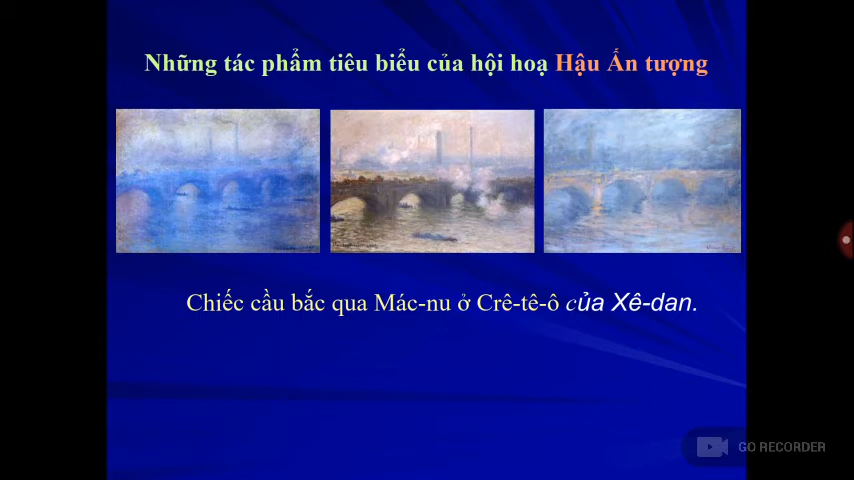 Những tác phẩm tiêu biểu của hội hoạ Hậu Ấn tượng
Chiếc cầu bắc qua Mác-nu ở Crê-tê-ô của Xê-dan.
GO RECORDER